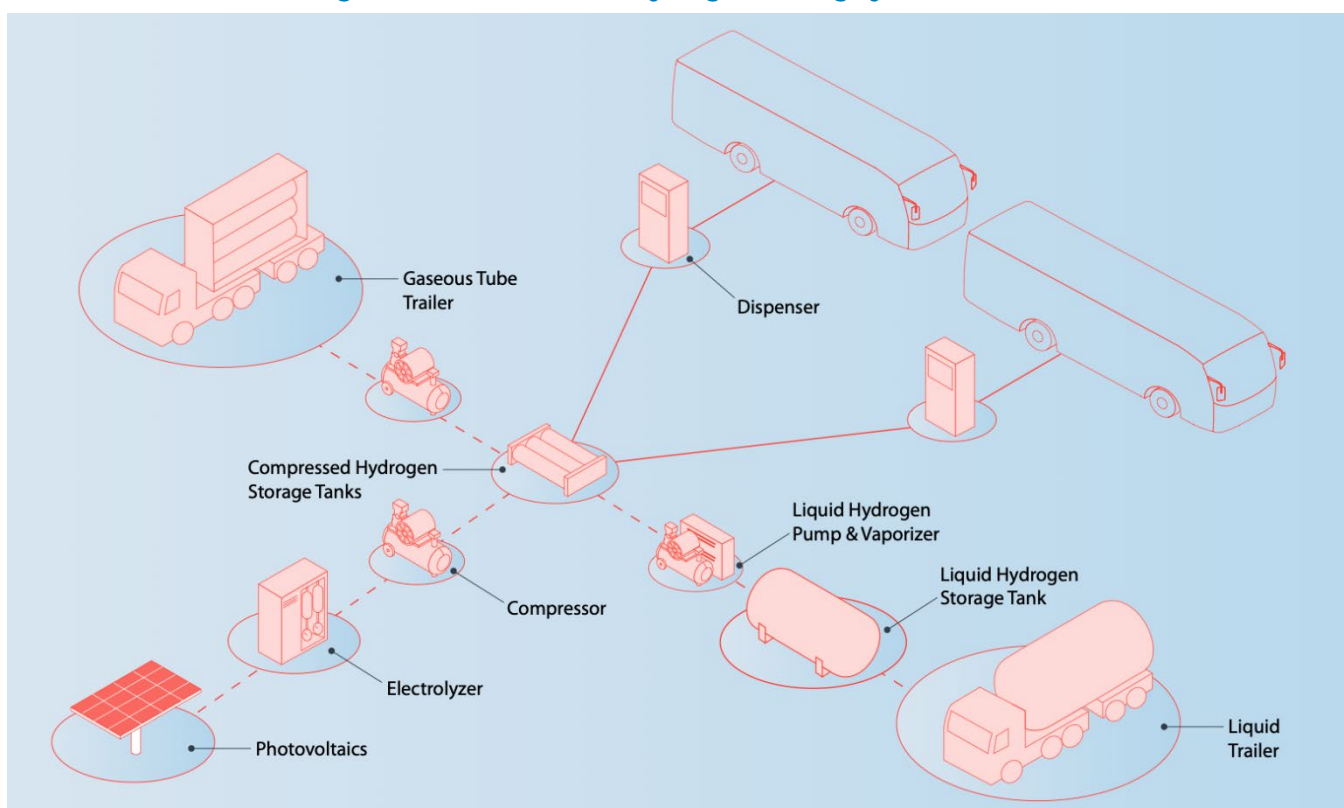 Gaseous Tube
Trailer
Dispenser
Compressed Hydrogen
Storage Tanks
Liquid Hydrogen
Pump & Vaporizer
Liquid Hydrogen
Storage Tank
Compressor
Electrolyzer
Photovoltaics
Liquid
Trailer